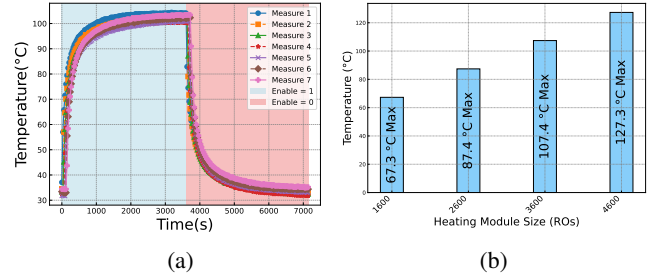 Temperature(°C)
100
90
80
70
60
50
40
30
0
1000
2000
3000
4000
5000
6000
7000
Time(s)
Measure 1
Measure 2
Measure 3
Measure 4
Measure 5
Measure 6
Measure 7
Enable = 1
Enable = 0
(a)
Temperature (°C)
120
100
80
60
40
20
0
67.3 °C Max
87.4 °C Max
107.4 °C Max
127.3 °C Max
1600
2600
3600
4600
Heating Module Size (ROs)
(b)